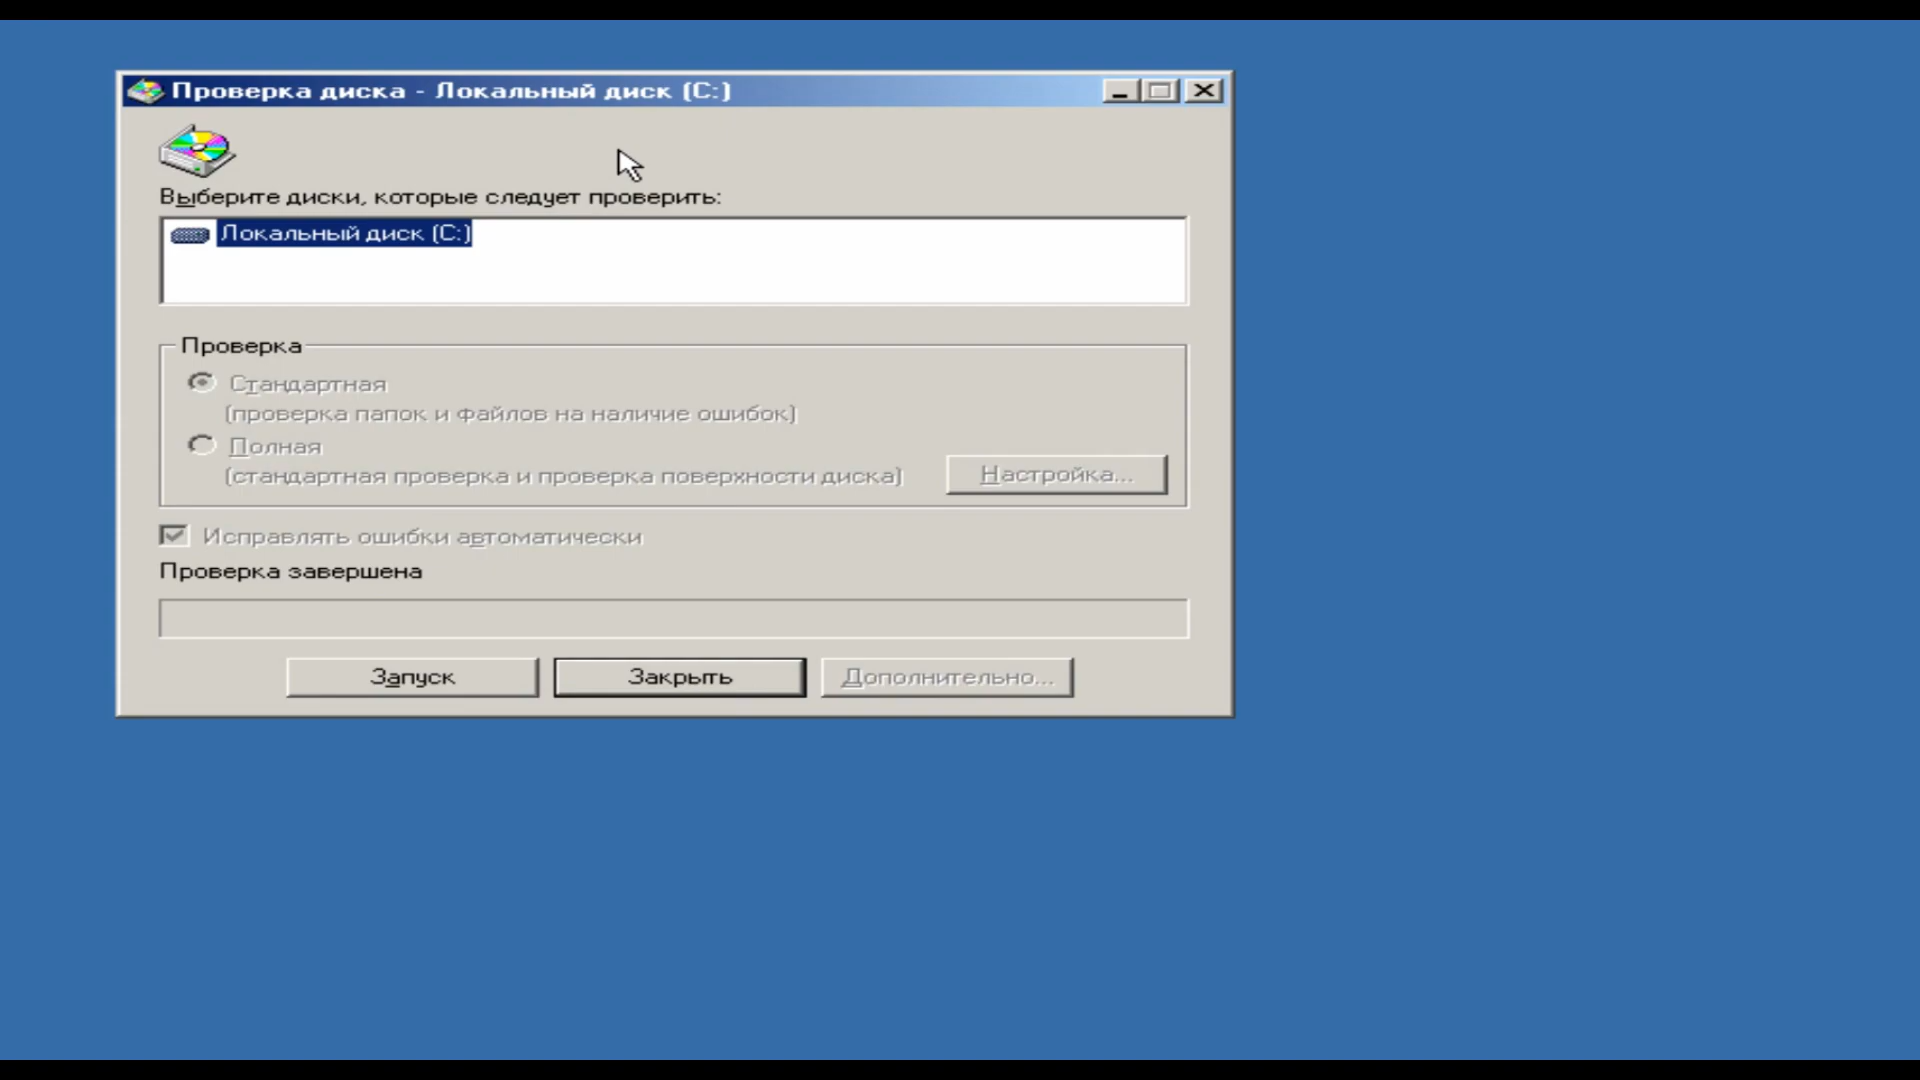 Проверка диска - Локальный диск (C:)
Выберите диски, которые следует проверить:
Локальный диск (C:)
Проверка
Стандартная
(проверка папок и файлов на наличие ошибок)
Полная
(стандартная проверка и проверка поверхности диска)
Настройка...
Исправлять ошибки автоматически
Проверка завершена
Запуск
Закрыть
Дополнительно...